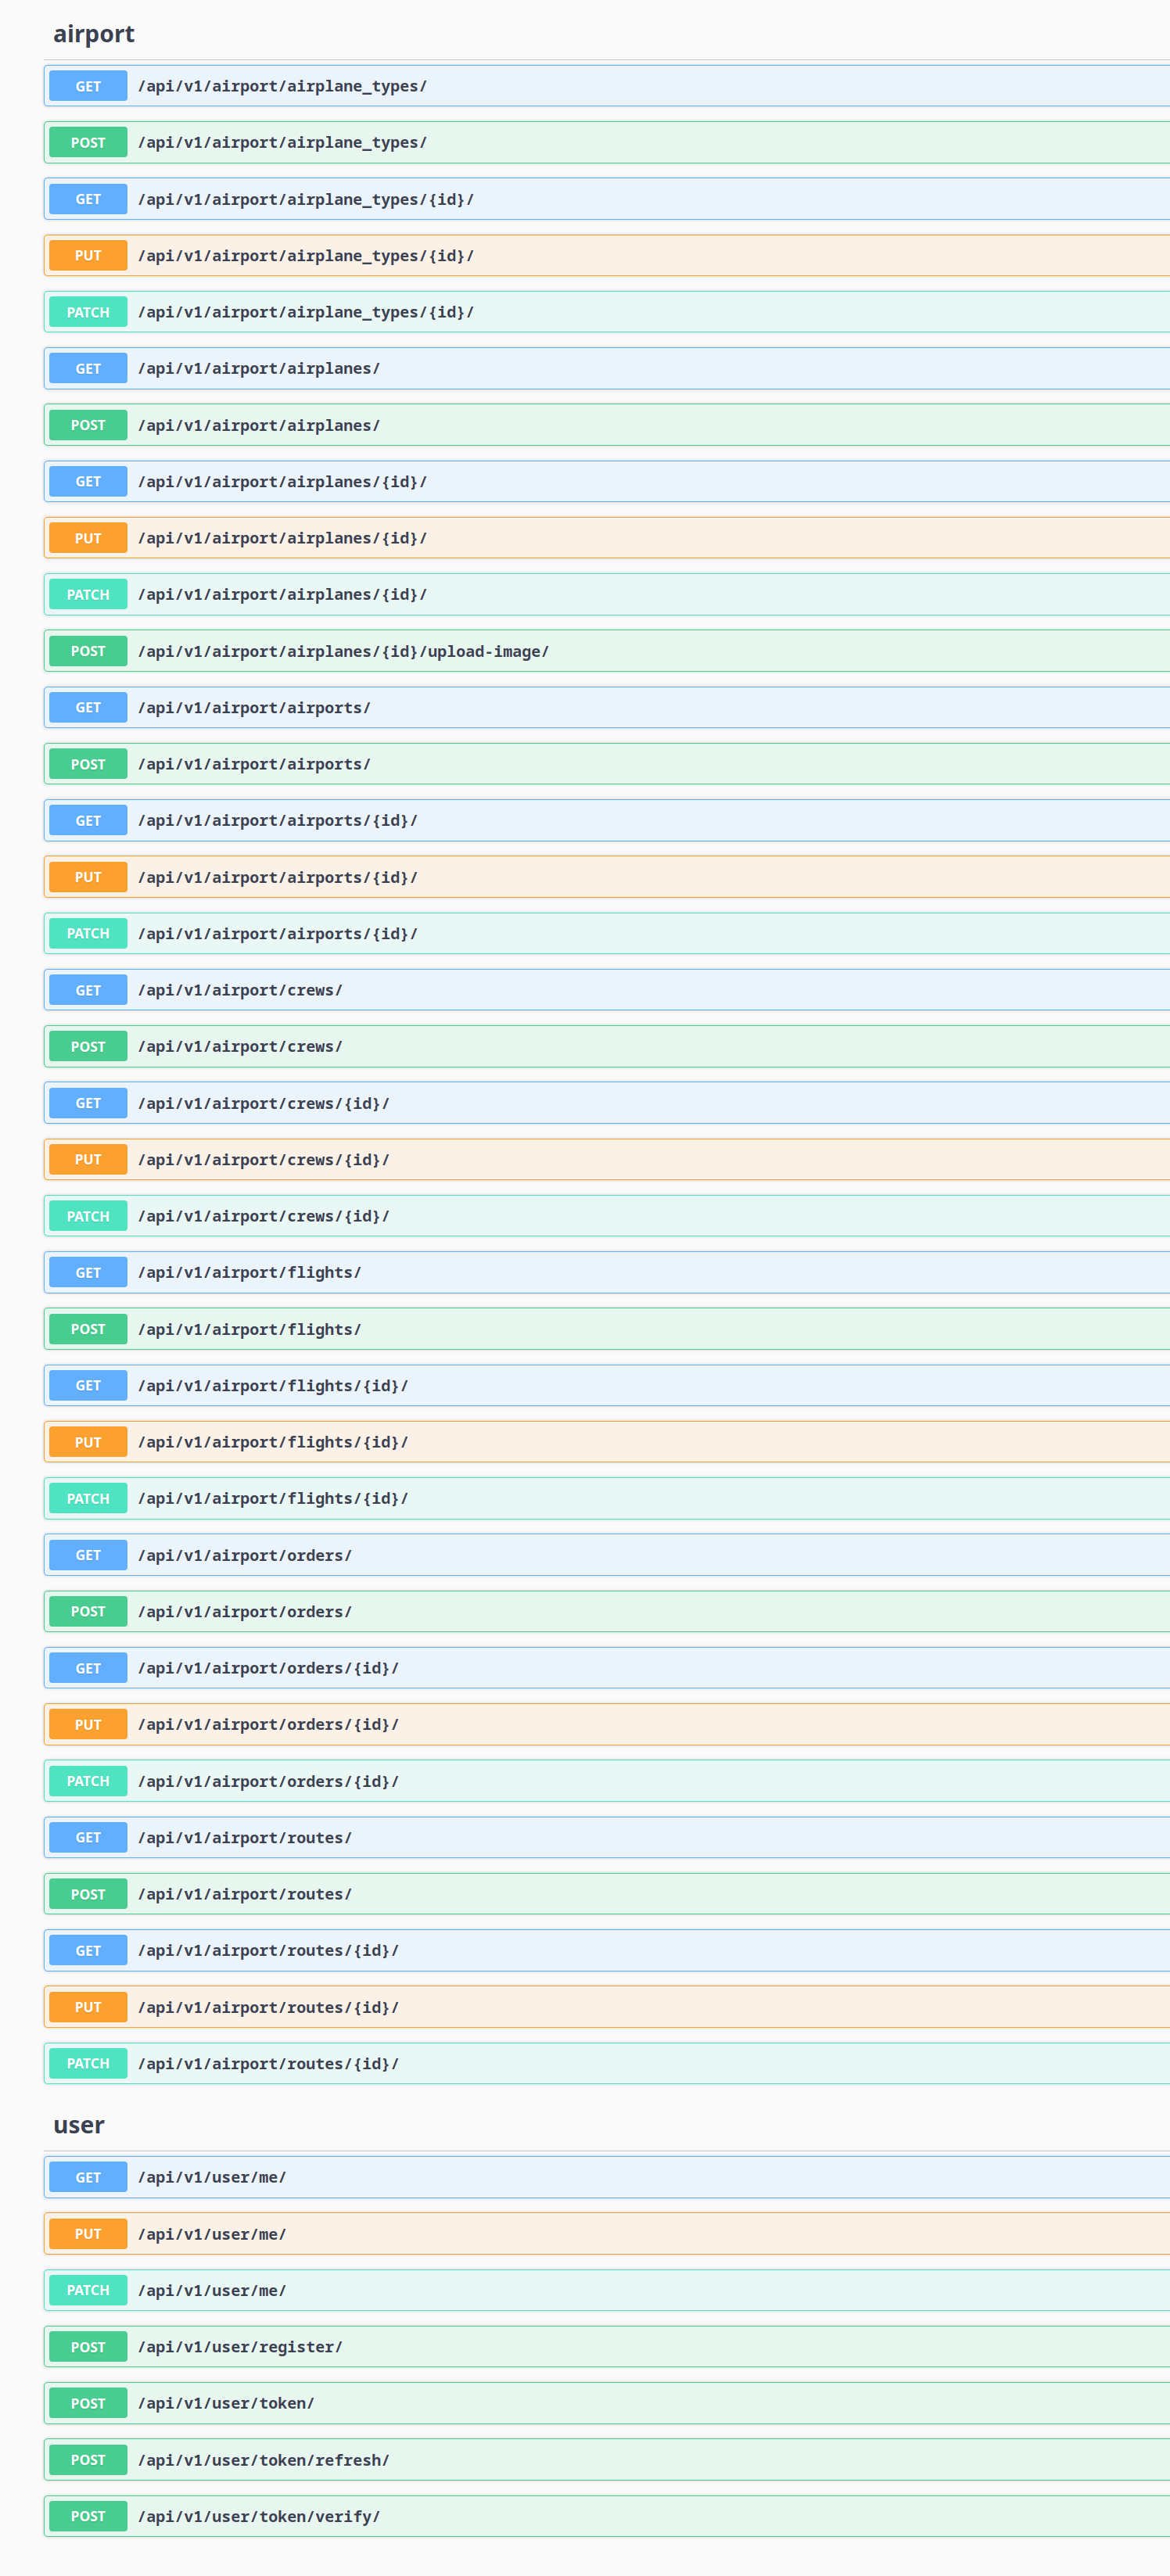 airport
GET /api/v1/airport/airplane_types/
POST /api/v1/airport/airplane_types/
GET /api/v1/airport/airplane_types/{id}/
PUT /api/v1/airport/airplane_types/{id}/
PATCH /api/v1/airport/airplane_types/{id}/
GET /api/v1/airport/airplanes/
POST /api/v1/airport/airplanes/
GET /api/v1/airport/airplanes/{id}/
PUT /api/v1/airport/airplanes/{id}/
PATCH /api/v1/airport/airplanes/{id}/
POST /api/v1/airport/airplanes/{id}/upload-image/
GET /api/v1/airport/airports/
POST /api/v1/airport/airports/
GET /api/v1/airport/airports/{id}/
PUT /api/v1/airport/airports/{id}/
PATCH /api/v1/airport/airports/{id}/
GET /api/v1/airport/crews/
POST /api/v1/airport/crews/
GET /api/v1/airport/crews/{id}/
PUT /api/v1/airport/crews/{id}/
PATCH /api/v1/airport/crews/{id}/
GET /api/v1/airport/flights/
POST /api/v1/airport/flights/
GET /api/v1/airport/flights/{id}/
PUT /api/v1/airport/flights/{id}/
PATCH /api/v1/airport/flights/{id}/
GET /api/v1/airport/orders/
POST /api/v1/airport/orders/
GET /api/v1/airport/orders/{id}/
PUT /api/v1/airport/orders/{id}/
PATCH /api/v1/airport/orders/{id}/
GET /api/v1/airport/routes/
POST /api/v1/airport/routes/
GET /api/v1/airport/routes/{id}/
PUT /api/v1/airport/routes/{id}/
PATCH /api/v1/airport/routes/{id}/
user
GET /api/v1/user/me/
PUT /api/v1/user/me/
PATCH /api/v1/user/me/
POST /api/v1/user/register/
POST /api/v1/user/token/
POST /api/v1/user/token/refresh/
POST /api/v1/user/token/verify/